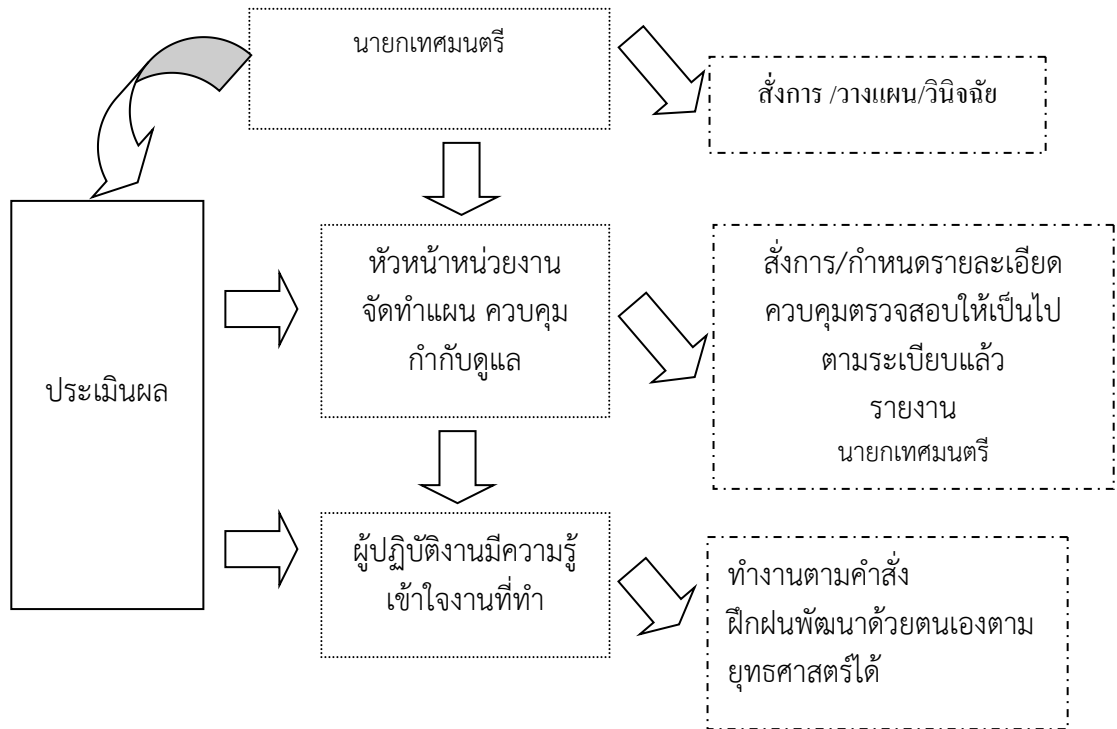 นายกเทศมนตรี
สั่งการ /วางแผน/วินิจฉัย
หัวหน้าหน่วยงาน
จัดทำแผน ควบคุม
กำกับดูแล
สั่งการ/กำหนดรายละเอียด
ควบคุมตรวจสอบให้เป็นไป
ตามระเบียบแล้ว
รายงาน
นายกเทศมนตรี
ประเมินผล
ผู้ปฏิบัติงานมีความรู้
เข้าใจงานที่ทำ
ทำงานตามคำสั่ง
ฝึกฝนพัฒนาด้วยตนเองตาม
ยุทธศาสตร์ได้